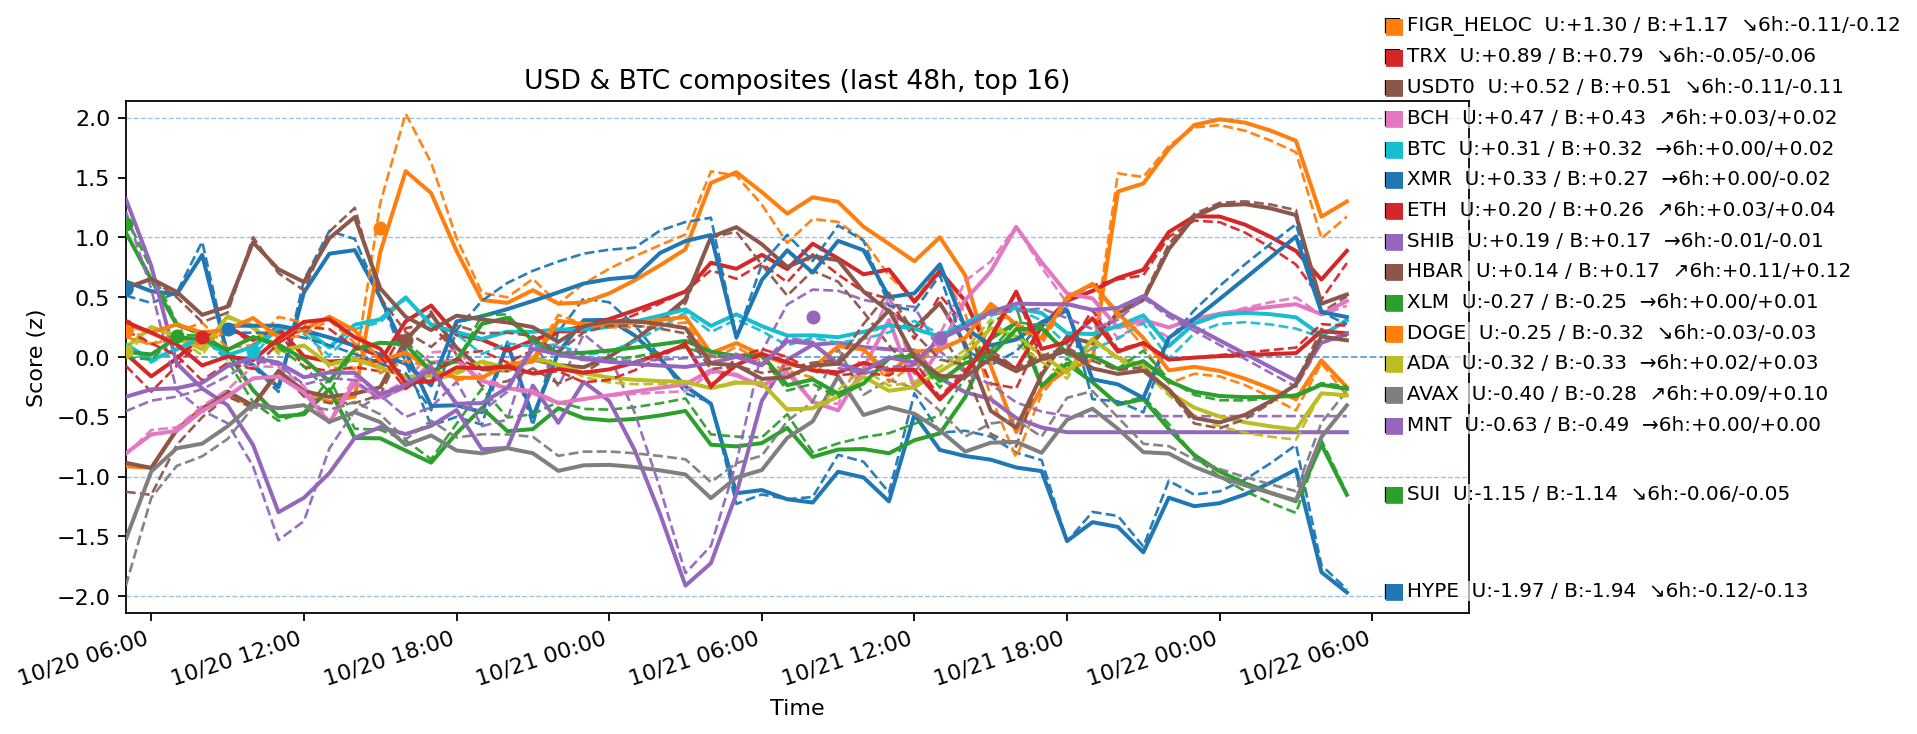 USD & BTC composites (last 48h, top 16)
FIGR_HELOC U:+1.30 / B:+1.17 ↘6h:-0.11/-0.12
TRX U:+0.89 / B:+0.79 ↘6h:-0.05/-0.06
USDT0 U:+0.52 / B:+0.51 ↘6h:-0.11/-0.11
BCH U:+0.47 / B:+0.43 ↗6h:+0.03/+0.02
BTC U:+0.31 / B:+0.32 →6h:+0.00/+0.02
XMR U:+0.33 / B:+0.27 →6h:+0.00/-0.02
ETH U:+0.20 / B:+0.26 ↗6h:+0.03/+0.04
SHIB U:+0.19 / B:+0.17 →6h:-0.01/-0.01
HBAR U:+0.14 / B:+0.17 ↗6h:+0.11/+0.12
XLM U:-0.27 / B:-0.25 →6h:+0.00/+0.01
DOGE U:-0.25 / B:-0.32 ↘6h:-0.03/-0.03
ADA U:-0.32 / B:-0.33 →6h:+0.02/+0.03
AVAX U:-0.40 / B:-0.28 ↗6h:+0.09/+0.10
MNT U:-0.63 / B:-0.49 →6h:+0.00/+0.00
SUI U:-1.15 / B:-1.14 ↘6h:-0.06/-0.05
HYPE U:-1.97 / B:-1.94 ↘6h:-0.12/-0.13
Score (z)
2.0
1.5
1.0
0.5
0.0
−0.5
−1.0
−1.5
−2.0
10/20 06:00
10/20 12:00
10/20 18:00
10/21 00:00
10/21 06:00
10/21 12:00
10/21 18:00
10/22 00:00
10/22 06:00
Time